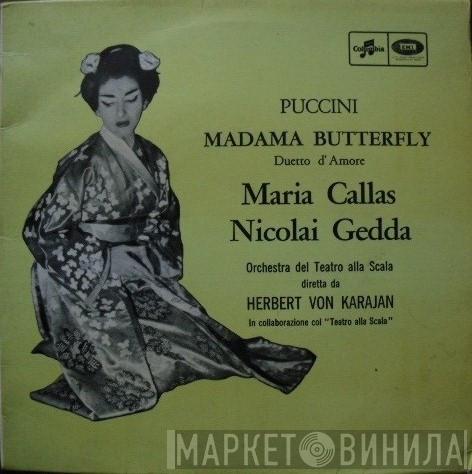 Columbia
EMI
PUCCINI
MADAMA BUTTERFLY
Duetto d'Amore
Maria Callas
Nicolai Gedda
Orchestra del Teatro alla Scala
diretta da
HERBERT VON KARAJAN
In collaborazione col "Teatro alla Scala"
МАРКЕТ ВИНИЛА